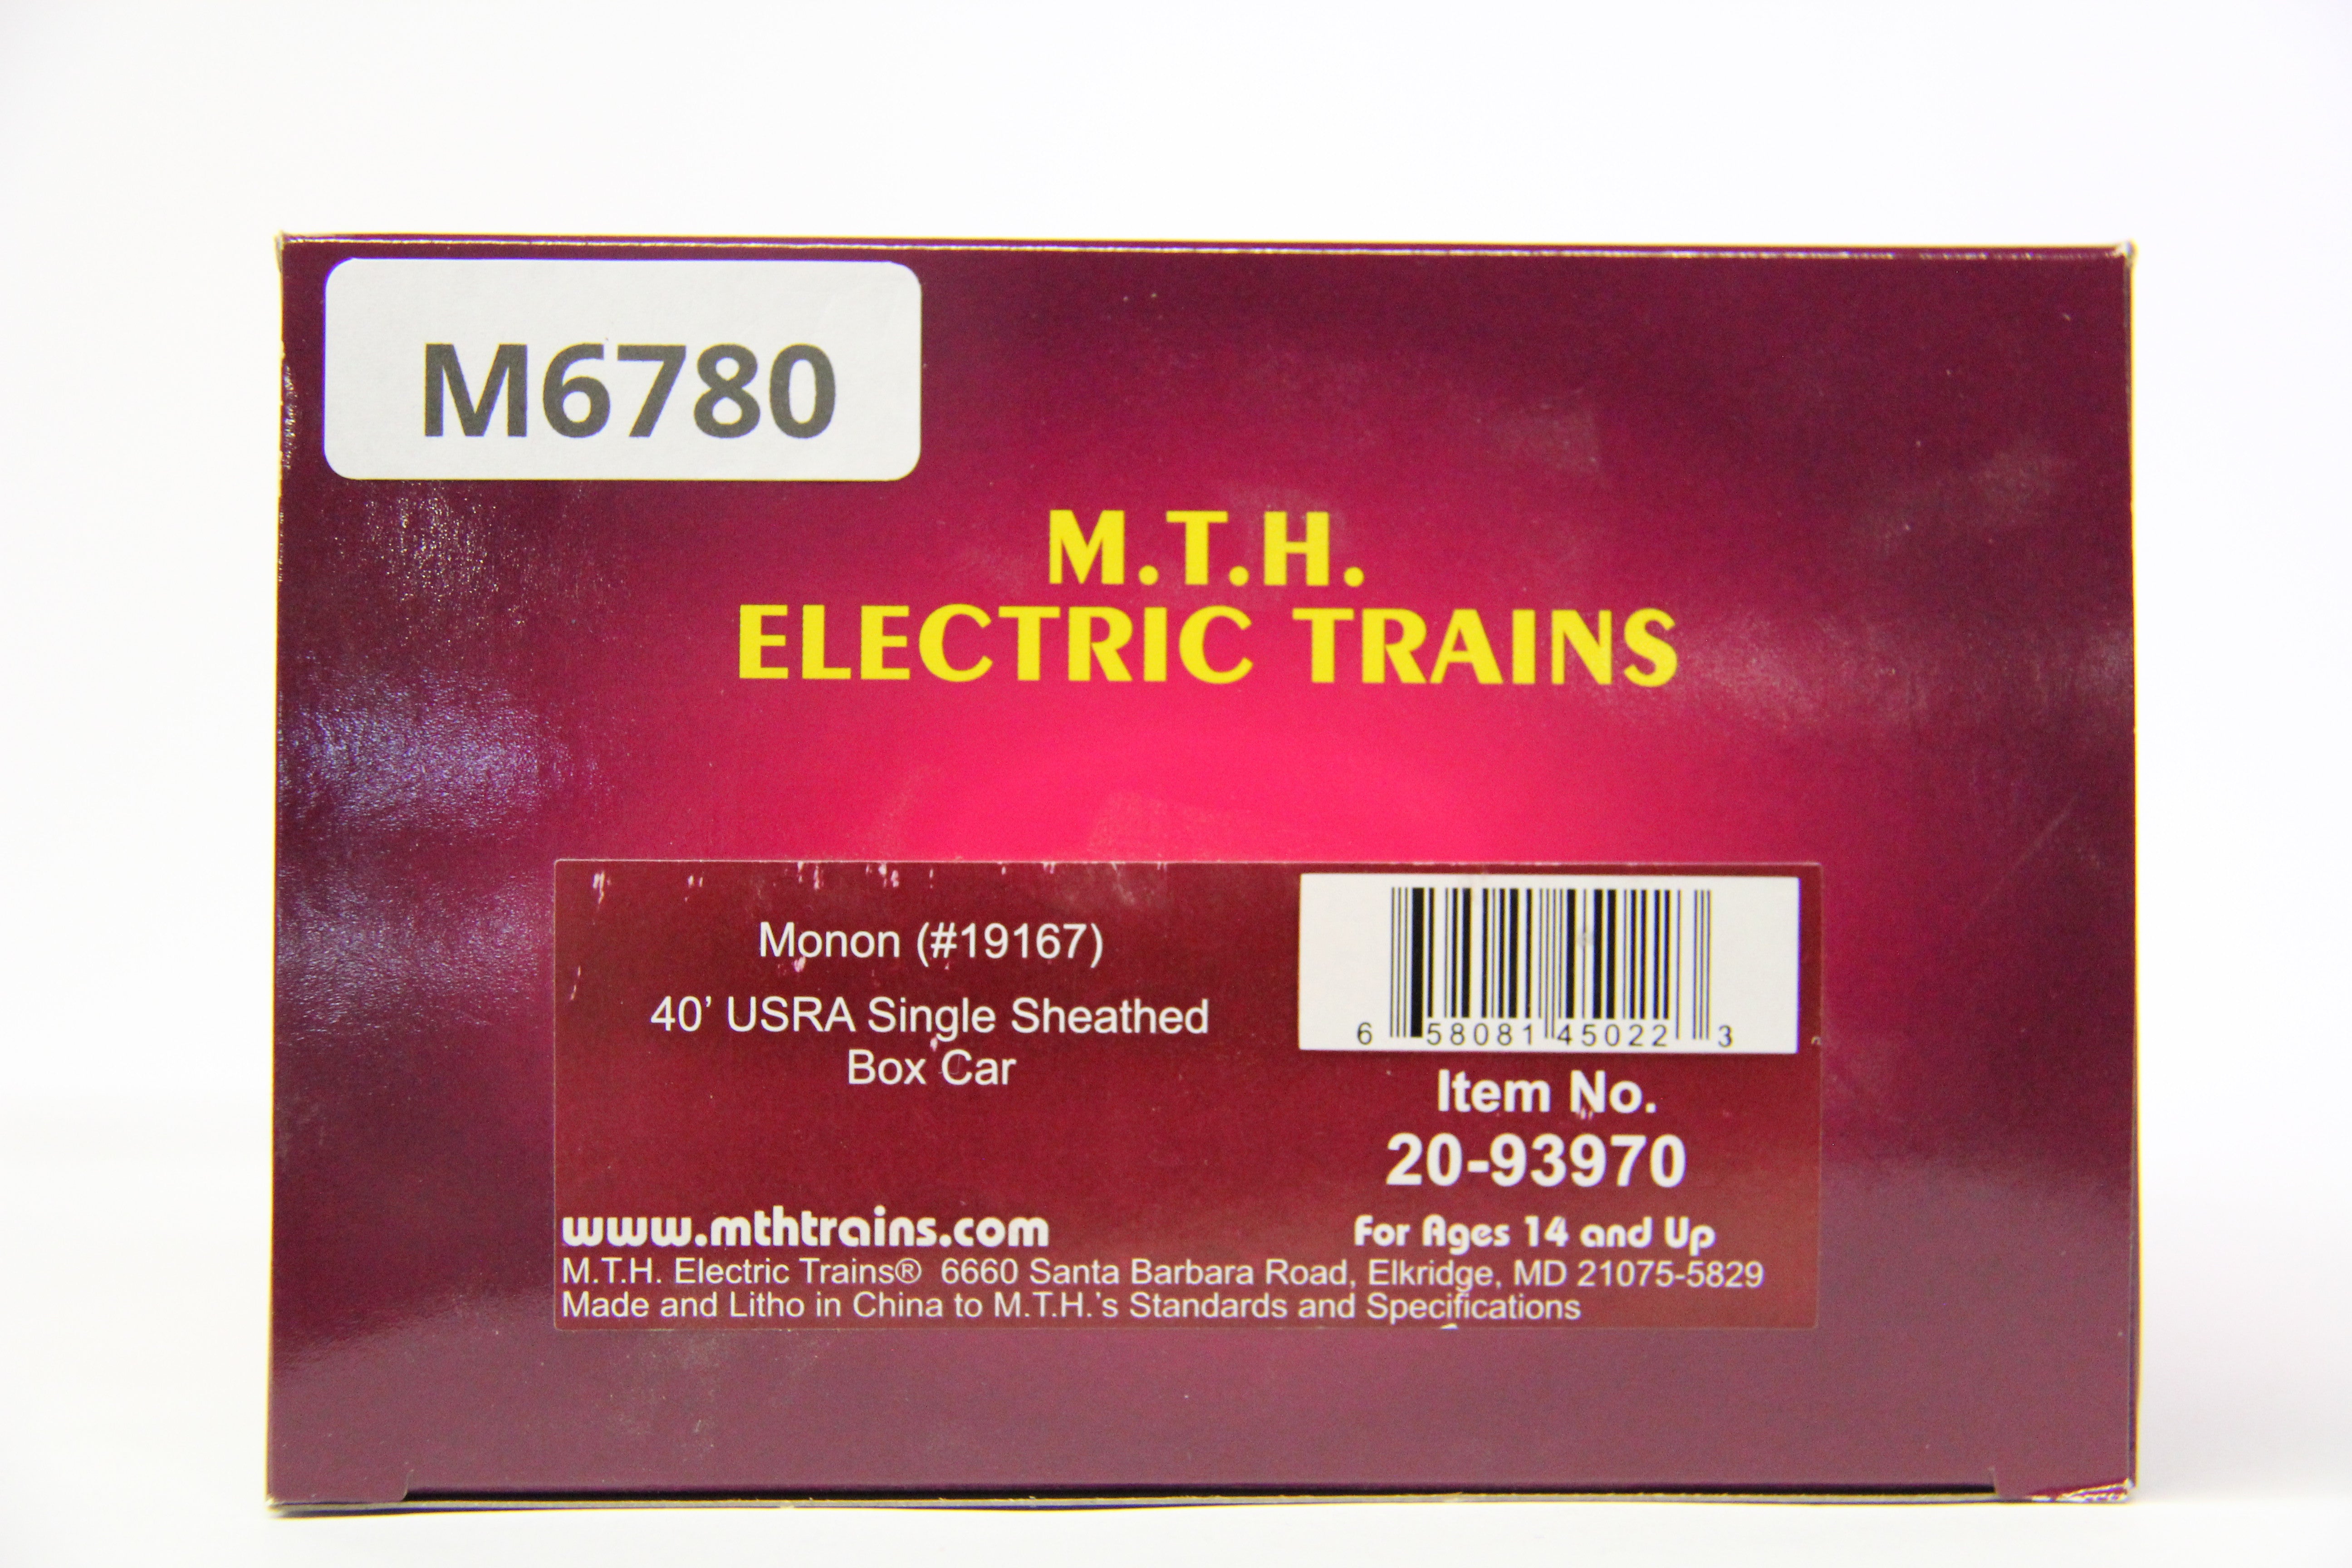 M6780
M.T.H.
ELECTRIC TRAINS
Monon (#19167)
40’ USRA Single Sheathed
Box Car
6 58081 45022 3
Item No.
20-93970
www.mthtrains.com
For Ages 14 and Up
M.T.H. Electric Trains® 6660 Santa Barbara Road, Elkridge, MD 21075-5829
Made and Litho in China to M.T.H.’s Standards and Specifications